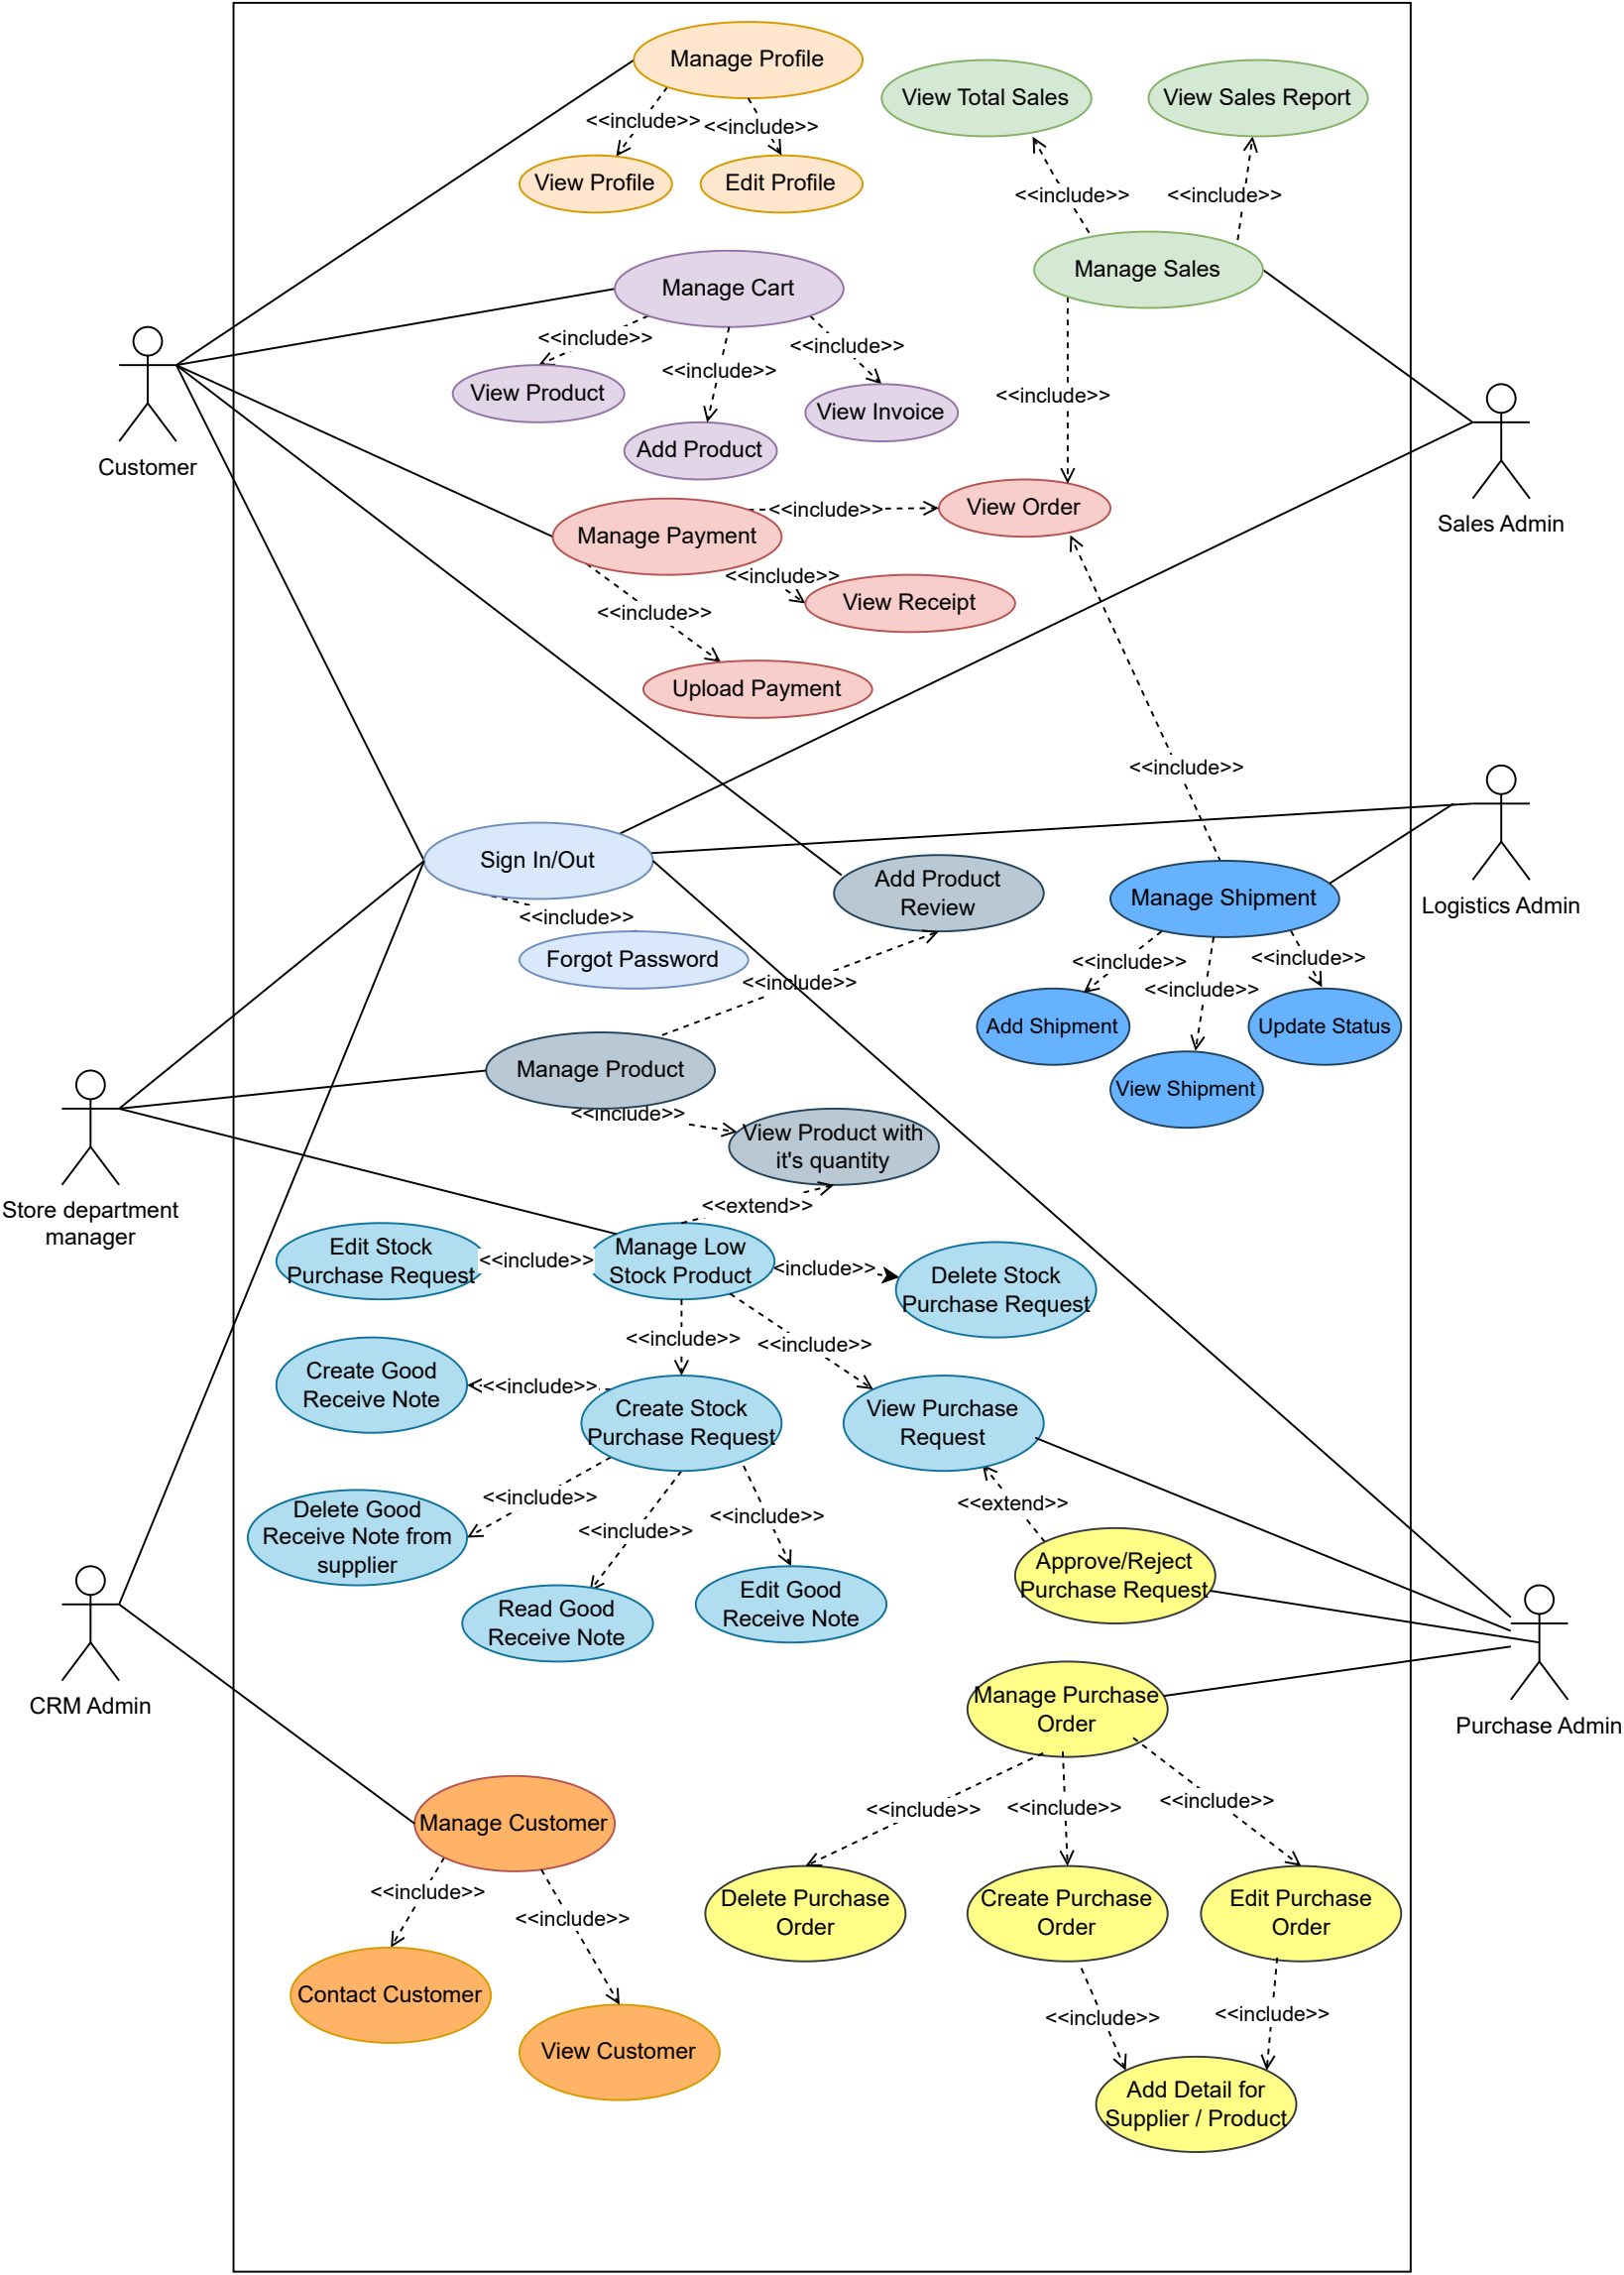 Manage Profile
View Total Sales
View Sales Report
<<include>>
<<include>>
View Profile
Edit Profile
<<include>>
<<include>>
Manage Sales
Manage Cart
<<include>>
<<include>>
<<include>>
View Product
View Invoice
Add Product
<<include>>
Customer
Sales Admin
View Order
<<include>>
Manage Payment
<<include>>
View Receipt
<<include>>
Upload Payment
<<include>>
Sign In/Out
Add Product
Review
Manage Shipment
Logistics Admin
<<include>>
Forgot Password
<<include>>
<<include>>
<<include>>
<<include>>
Add Shipment
Update Status
View Shipment
Manage Product
<<include>>
View Product with
it's quantity
Store department
manager
<<extend>>
Edit Stock
Purchase Request
<<include>>
Manage Low
Stock Product
<include>>
Delete Stock
Purchase Request
<<include>>
<<include>>
Create Good
Receive Note
<<include>>
Create Stock
Purchase Request
View Purchase
Request
<<include>>
<<include>>
<<include>>
<<extend>>
Delete Good
Receive Note from
supplier
Approve/Reject
Purchase Request
Read Good
Receive Note
Edit Good
Receive Note
CRM Admin
Purchase Admin
Manage Purchase
Order
<<include>>
<<include>>
<<include>>
Manage Customer
<<include>>
<<include>>
Delete Purchase
Order
Create Purchase
Order
Edit Purchase
Order
Contact Customer
View Customer
<<include>>
<<include>>
Add Detail for
Supplier / Product